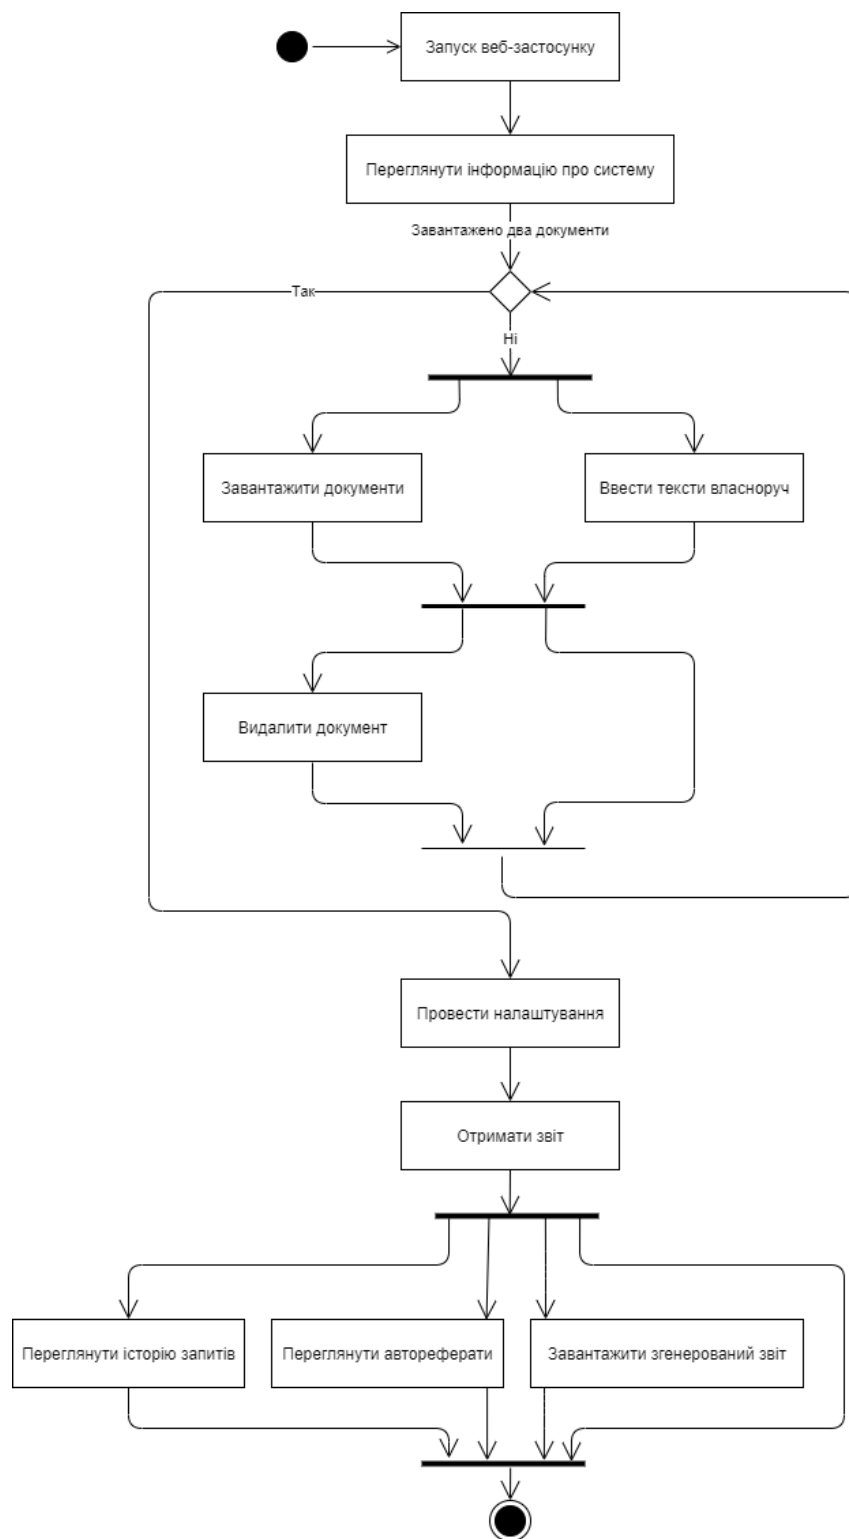 Запуск веб-застосунку
Переглянути інформацію про систему
Завантажено два документи
Так
Ні
Завантажити документи
Ввести тексти власноруч
Видалити документ
Провести налаштування
Отримати звіт
Переглянути історію запитів
Переглянути автореферати
Завантажити згенерований звіт